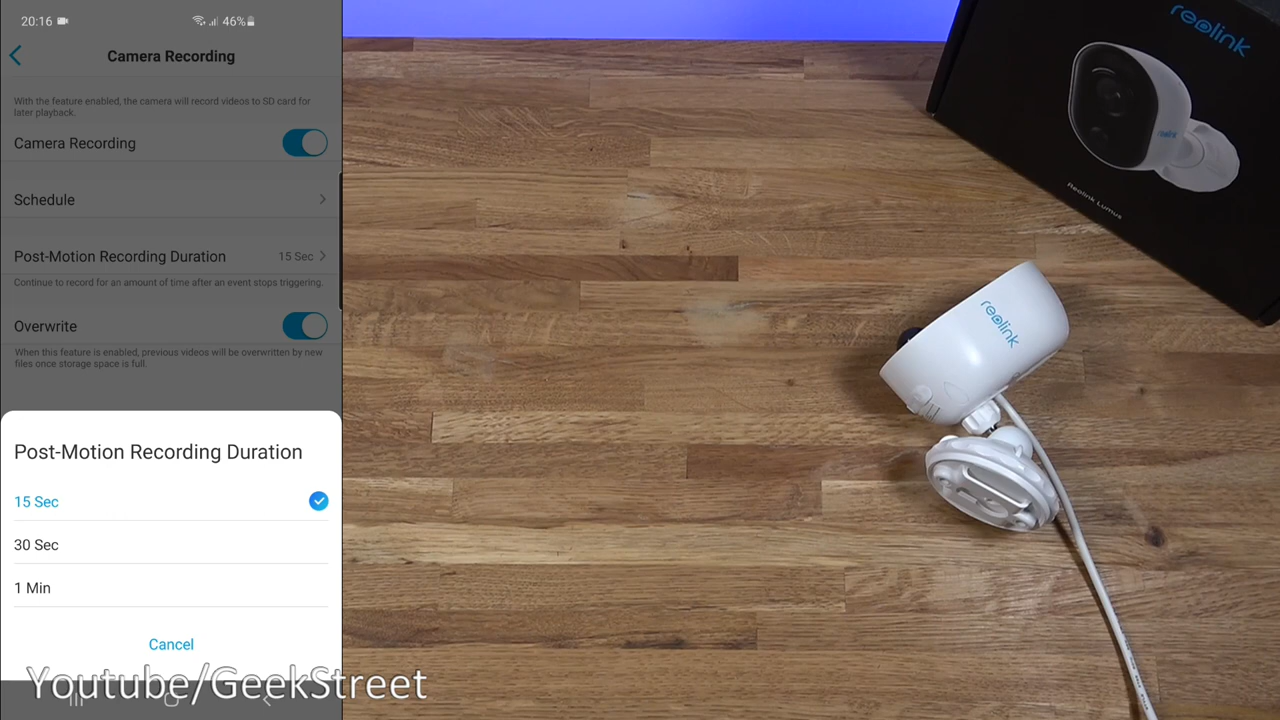 20:16
46%
Camera Recording
With the feature enabled, the camera will record videos to SD card for
later playback.
Camera Recording
Schedule
Post-Motion Recording Duration 15 Sec
Continue to record for an amount of time after an event stops triggering.
Overwrite
When this feature is enabled, previous videos will be overwritten by new
files once storage space is full.
Post-Motion Recording Duration
15 Sec
30 Sec
1 Min
Cancel
Youtube/GeekStreet
reolink
reolink
Reolink Lumus
reolink